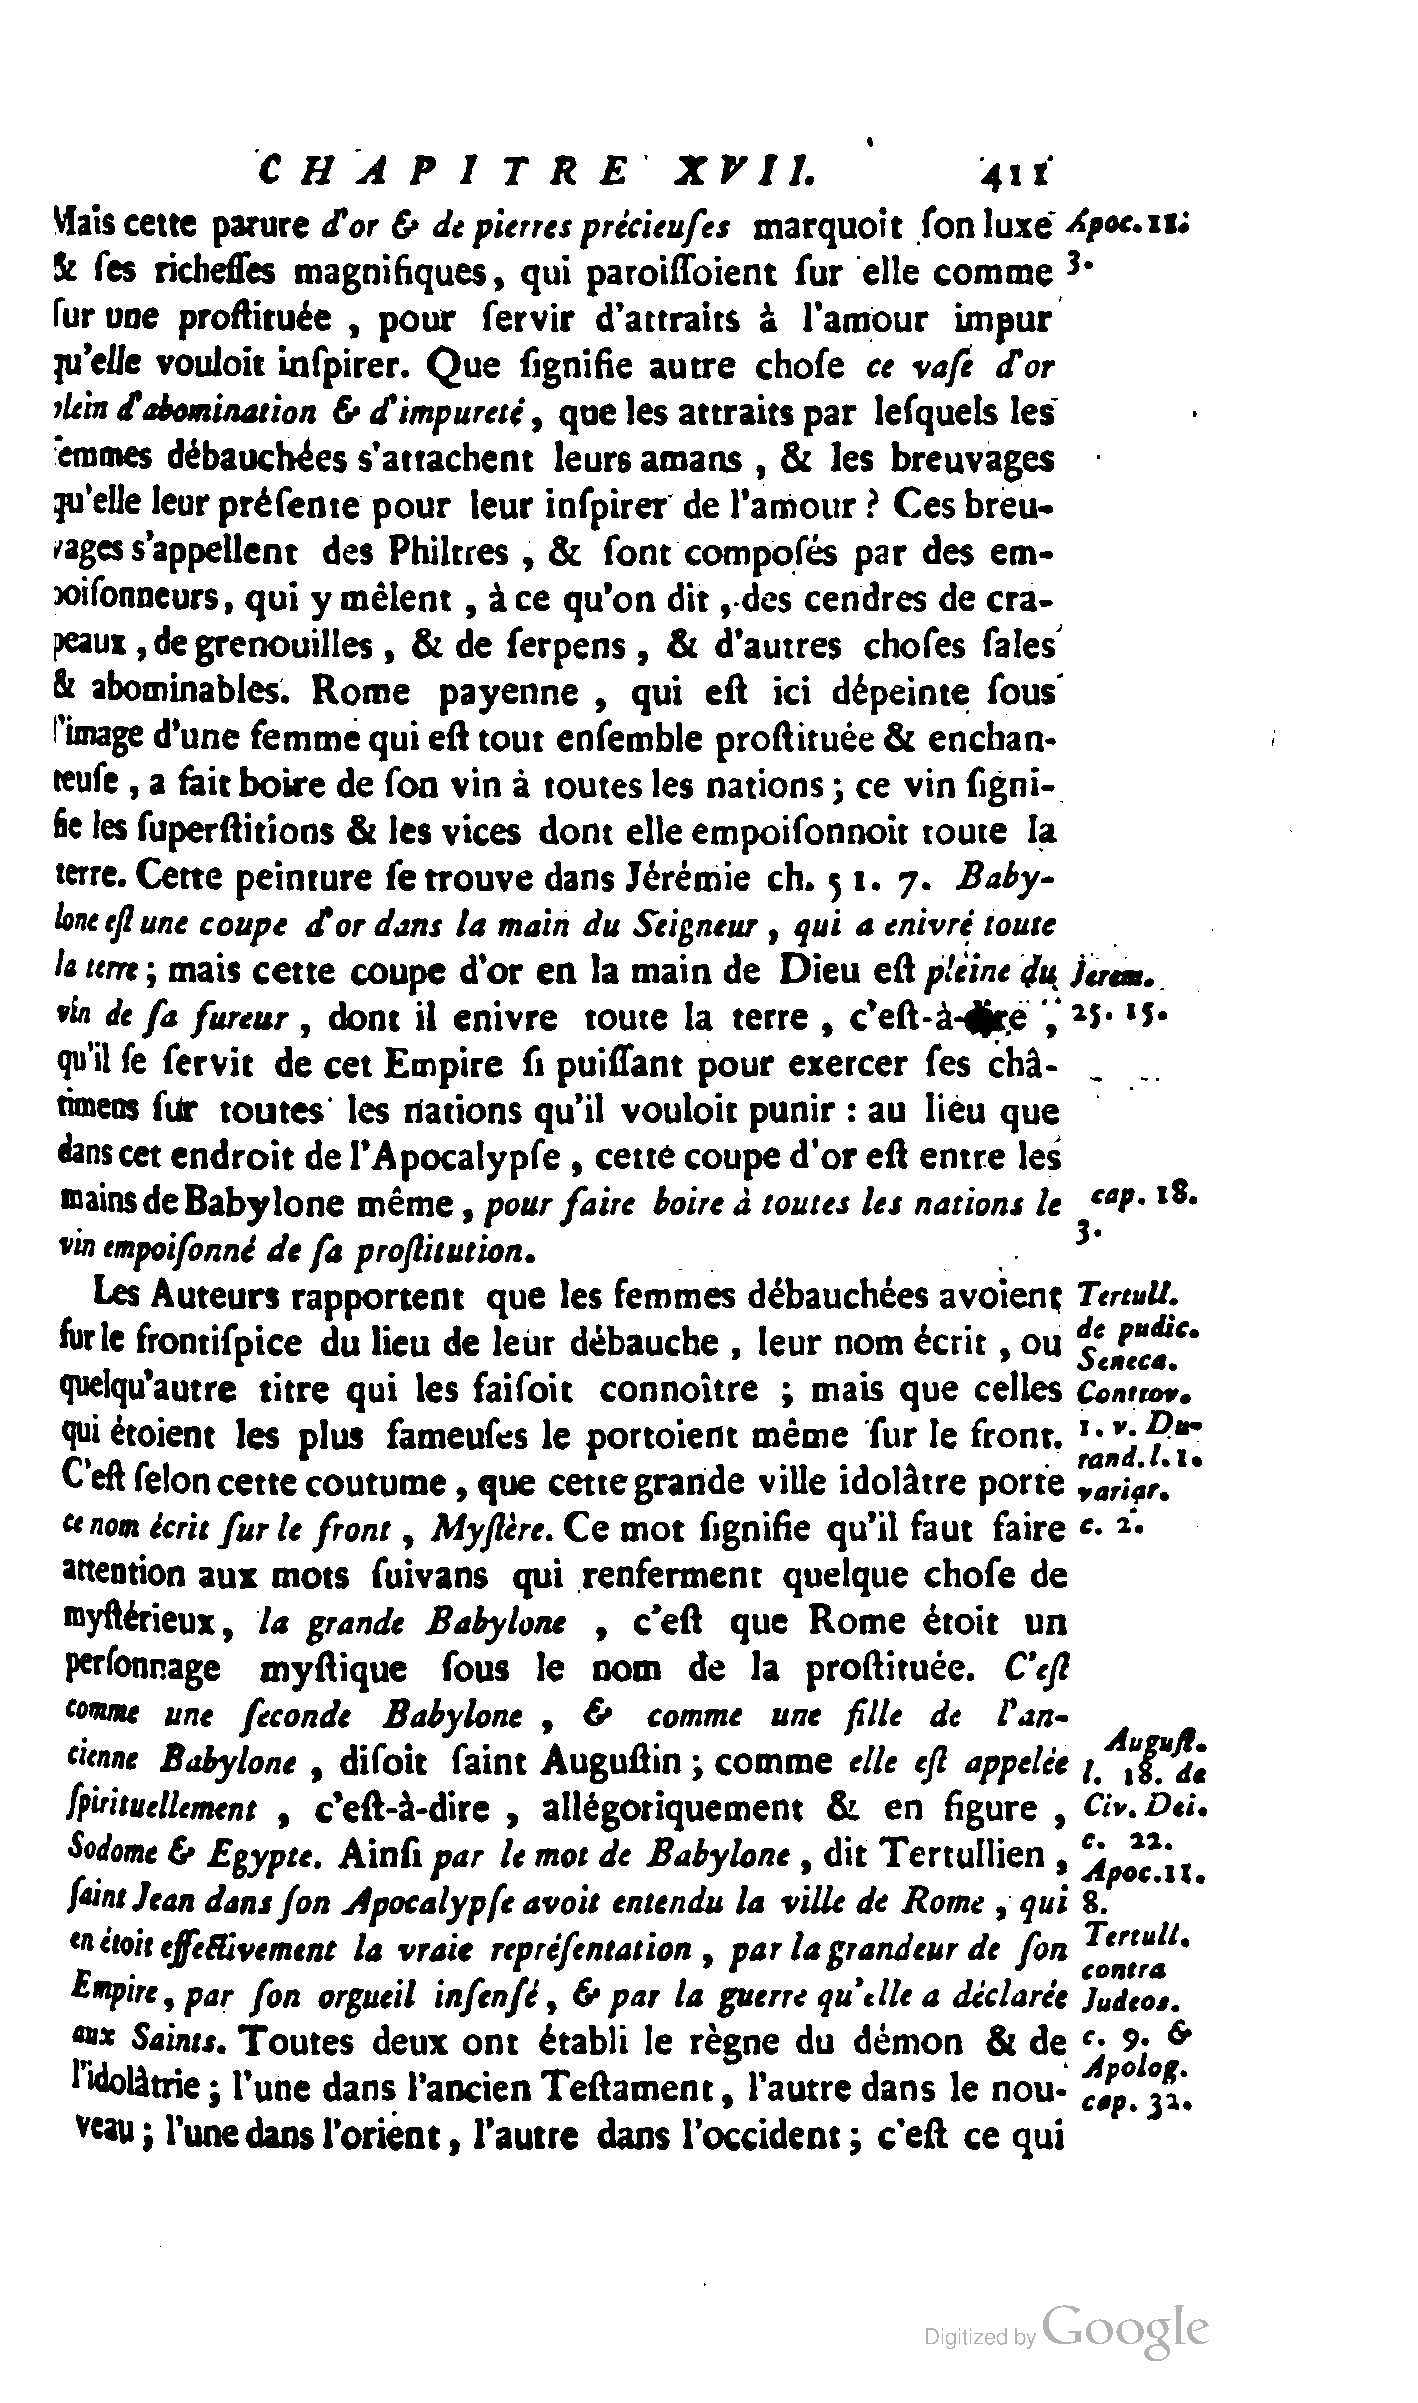 CHAPITRE XVII. 411
Mais cette parure d'or & de pierres précieuſes marquoit ſon luxe
& ſes richeſſes magnifiques, qui paroiſſoient ſur elle comme
ſur une proſtituée, pour ſervir d'attraits à l'amour impur
qu'elle vouloit inſpirer. Que ſignifie autre choſe ce vaſe d'or
plein d'abomination & d'impureté, que les attraits par leſquels les
femmes débauchées s'attachent leurs amans, & les breuvages
qu'elle leur préſente pour leur inſpirer de l'amour ? Ces breu-
vages s'appellent des Philtres, & ſont compoſés par des em-
poiſonneurs, qui y mêlent, à ce qu'on dit, des cendres de cra-
peaux, de grenouilles, & de ſerpens, & d'autres choſes ſales
& abominables. Rome payenne, qui eſt ici dépeinte ſous
l'image d'une femme qui eſt tout enſemble proſtituée & enchan-
teuſe, a fait boire de ſon vin à toutes les nations ; ce vin ſigni-
fie les ſuperſtitions & les vices dont elle empoiſonnoit toute la
terre. Cette peinture ſe trouve dans Jérémie ch. 51. 7. Baby-
lone eſt une coupe d'or dans la main du Seigneur, qui a enivré toute
la terre ; mais cette coupe d'or en la main de Dieu eſt pleine du
vin de ſa fureur, dont il enivre toute la terre, c'eſt-à-dire,
qu'il ſe ſervit de cet Empire ſi puiſſant pour exercer ſes châ-
timens ſur toutes les nations qu'il vouloit punir : au lieu que
dans cet endroit de l'Apocalypſe, cette coupe d'or eſt entre les
mains de Babylone même, pour faire boire à toutes les nations le
vin empoiſonné de ſa proſtitution.
Les Auteurs rapportent que les femmes débauchées avoient
ſur le frontiſpice du lieu de leur débauche, leur nom écrit, ou
quelqu'autre titre qui les faiſoit connoître ; mais que celles
qui étoient les plus fameuſes le portoient même ſur le front.
C'eſt ſelon cette coutume, que cette grande ville idolâtre porte
ce nom écrit ſur le front, Myſtère. Ce mot ſignifie qu'il faut faire
attention aux mots ſuivans qui renferment quelque choſe de
myſtérieux, la grande Babylone, c'eſt que Rome étoit un
perſonnage myſtique ſous le nom de la proſtituée. C'eſt
comme une ſeconde Babylone, & comme une fille de l'an-
cienne Babylone, diſoit ſaint Auguſtin ; comme elle eſt appelée
ſpirituellement, c'eſt-à-dire, allégoriquement & en figure,
Sodome & Egypte. Ainſi par le mot de Babylone, dit Tertullien,
ſaint Jean dans ſon Apocalypſe avoit entendu la ville de Rome, qui
en étoit effectivement la vraie repréſentation, par la grandeur de ſon
Empire, par ſon orgueil inſenſé, & par la guerre qu'elle a déclarée
aux Saints. Toutes deux ont établi le règne du démon & de
l'idolâtrie ; l'une dans l'ancien Teſtament, l'autre dans le nou-
veau ; l'une dans l'orient, l'autre dans l'occident ; c'eſt ce qui
Apoc. 11.
3.
Jerem.
25. 15.
cap. 18.
3.
Tertull.
de pudic.
Seneca.
Controv.
1. v. Du-
rand. l. 1.
variar.
c. 2.
Auguſt.
l. 18. de
Civ. Dei.
c. 22.
Apoc. 11.
8.
Tertull.
contra
Judeos.
c. 9. &
Apolog.
cap. 32.
Digitized by Google